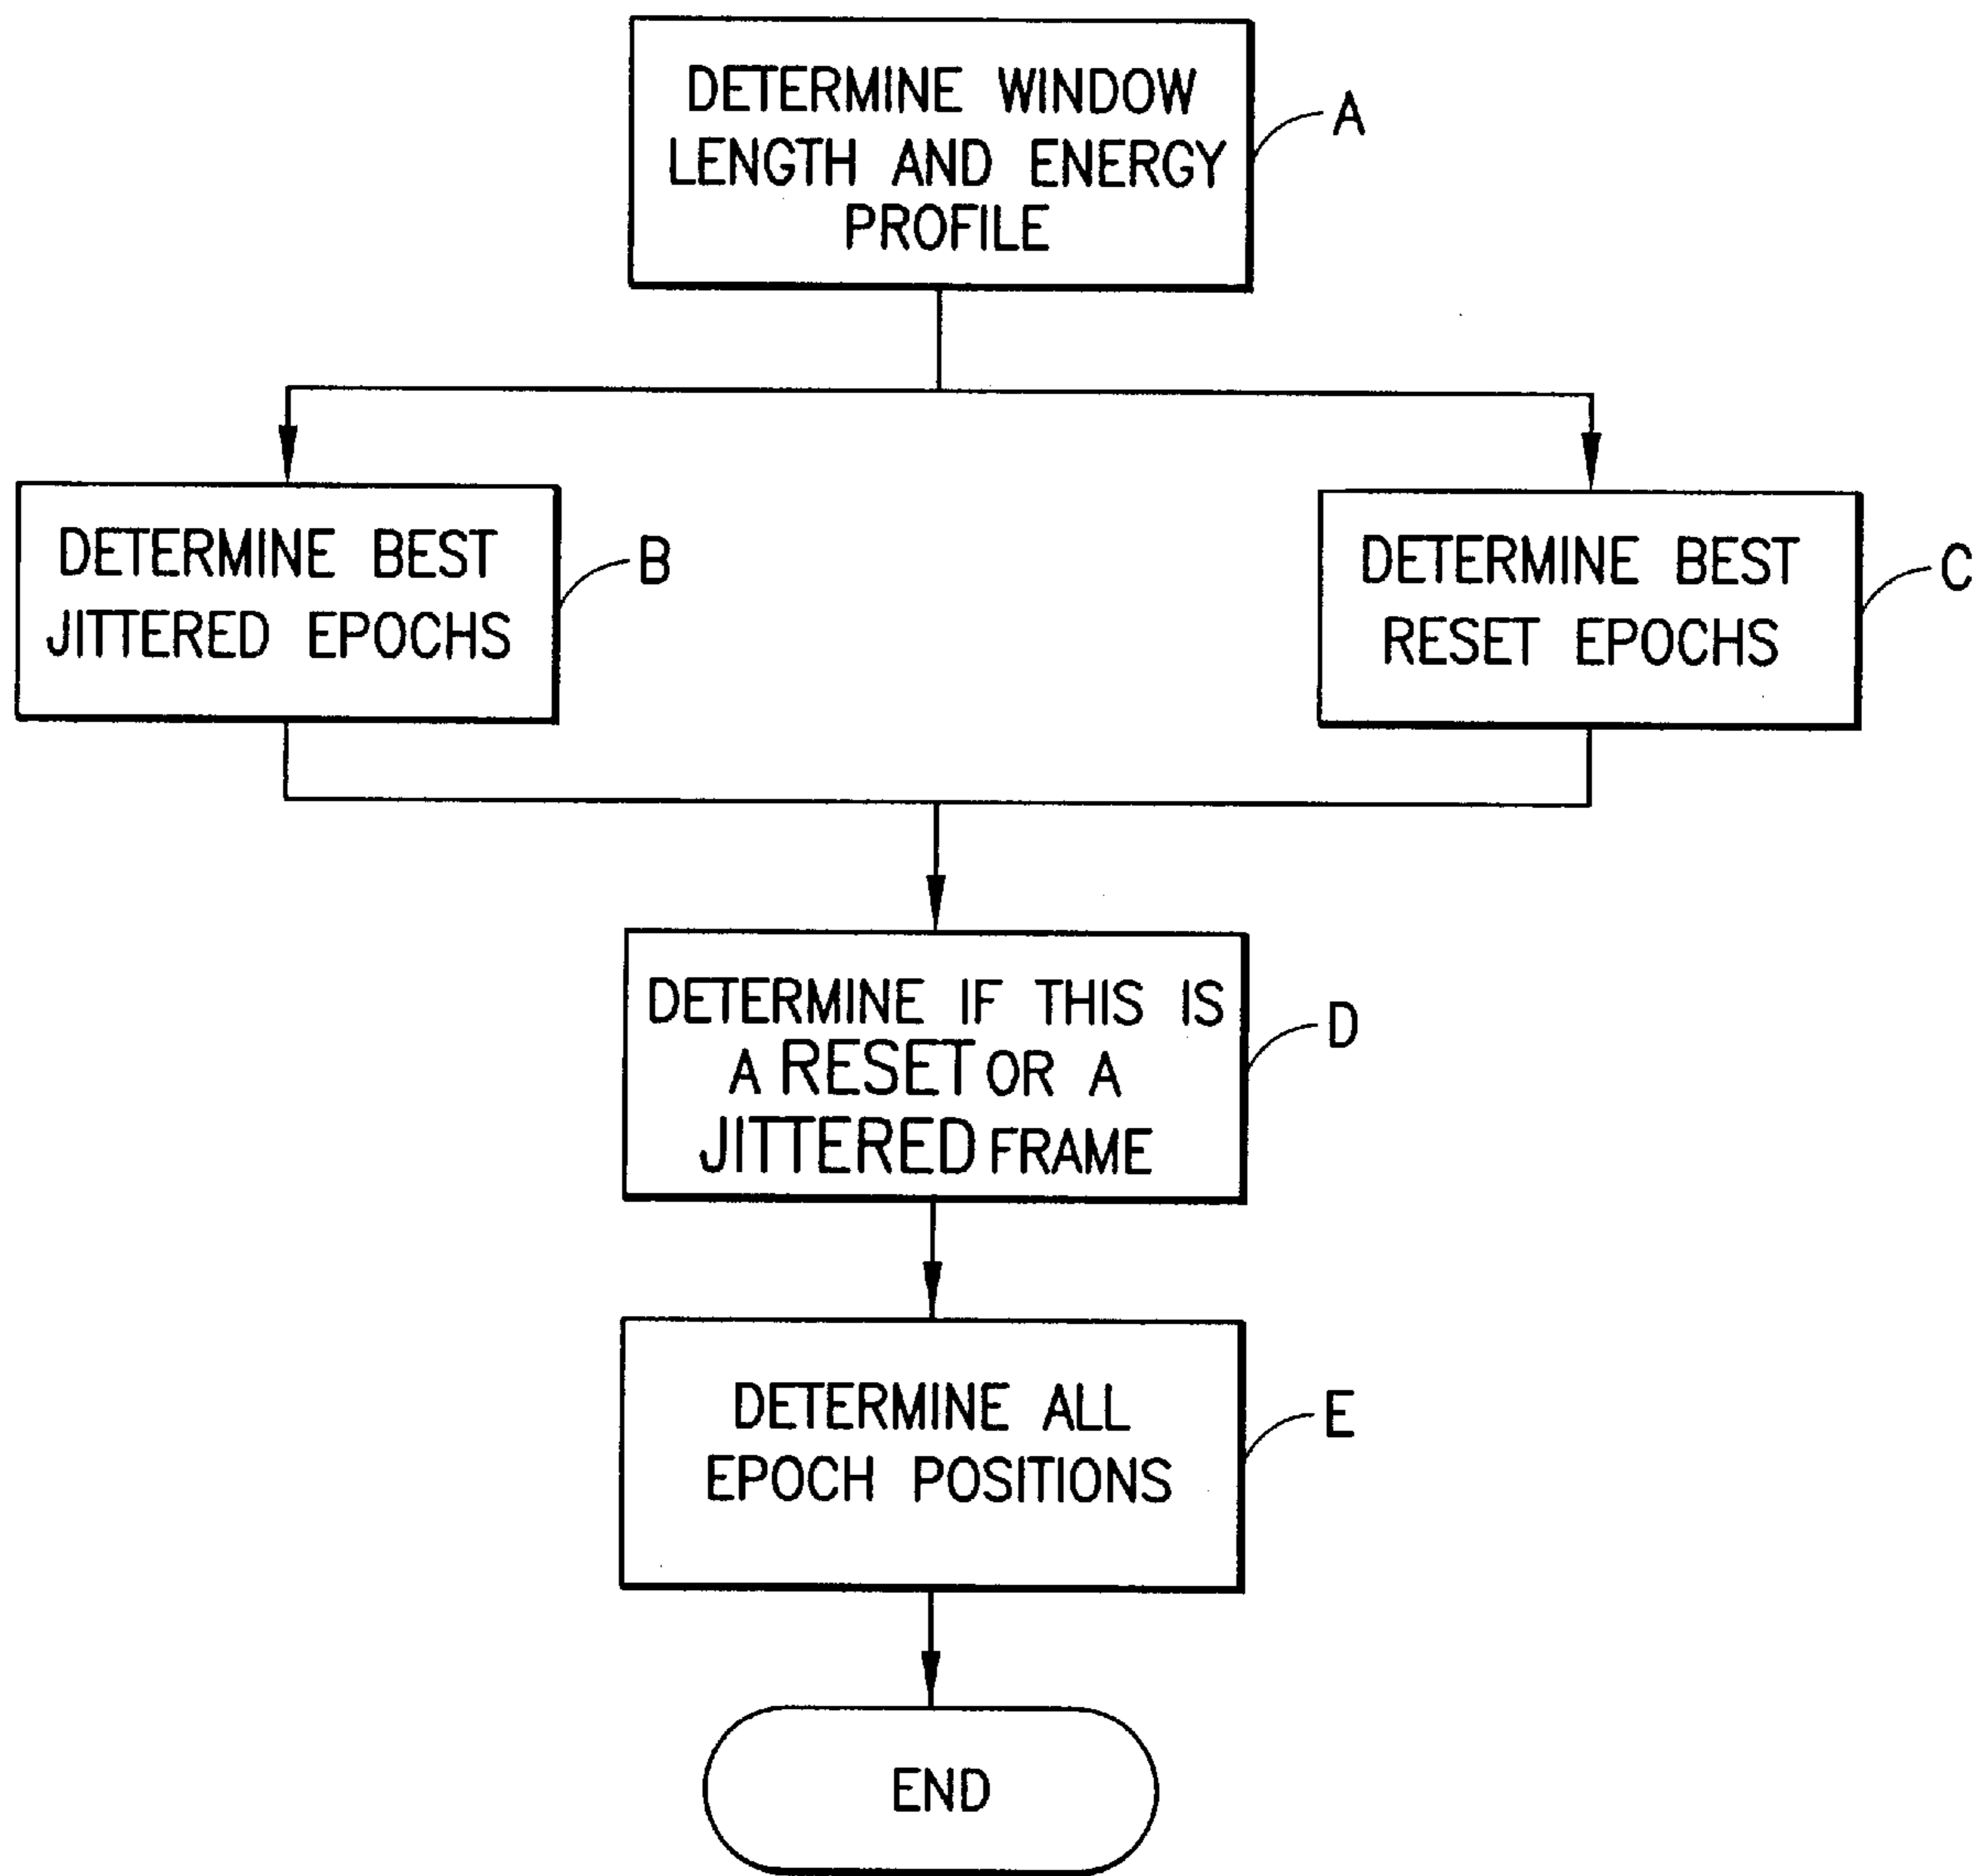 DETERMINE WINDOW
LENGTH AND ENERGY
PROFILE
A
DETERMINE BEST
JITTERED EPOCHS
B
DETERMINE BEST
RESET EPOCHS
C
DETERMINE IF THIS IS
A RESET OR A
JITTERED FRAME
D
DETERMINE ALL
EPOCH POSITIONS
E
END